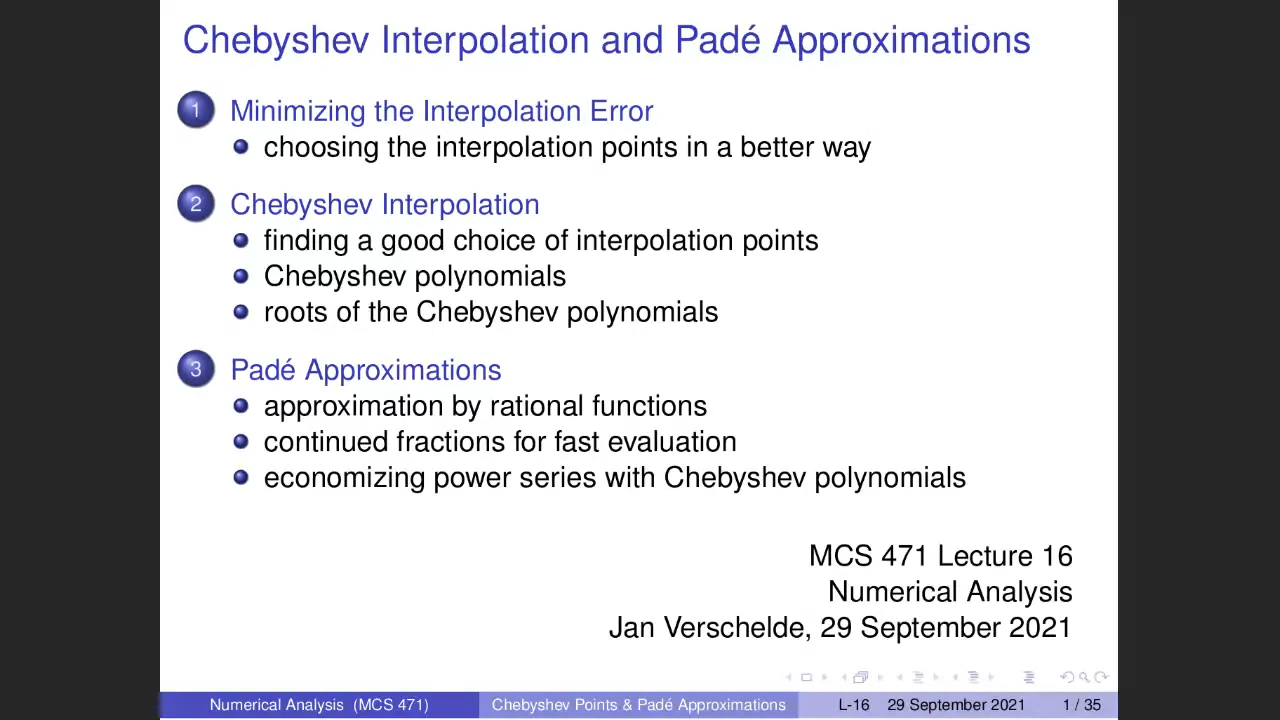 Chebyshev Interpolation and Padé Approximations
1 Minimizing the Interpolation Error
choosing the interpolation points in a better way
2 Chebyshev Interpolation
finding a good choice of interpolation points
Chebyshev polynomials
roots of the Chebyshev polynomials
3 Padé Approximations
approximation by rational functions
continued fractions for fast evaluation
economizing power series with Chebyshev polynomials
MCS 471 Lecture 16
Numerical Analysis
Jan Verschelde, 29 September 2021
Numerical Analysis (MCS 471) Chebyshev Points & Padé Approximations L-16 29 September 2021 1 / 35